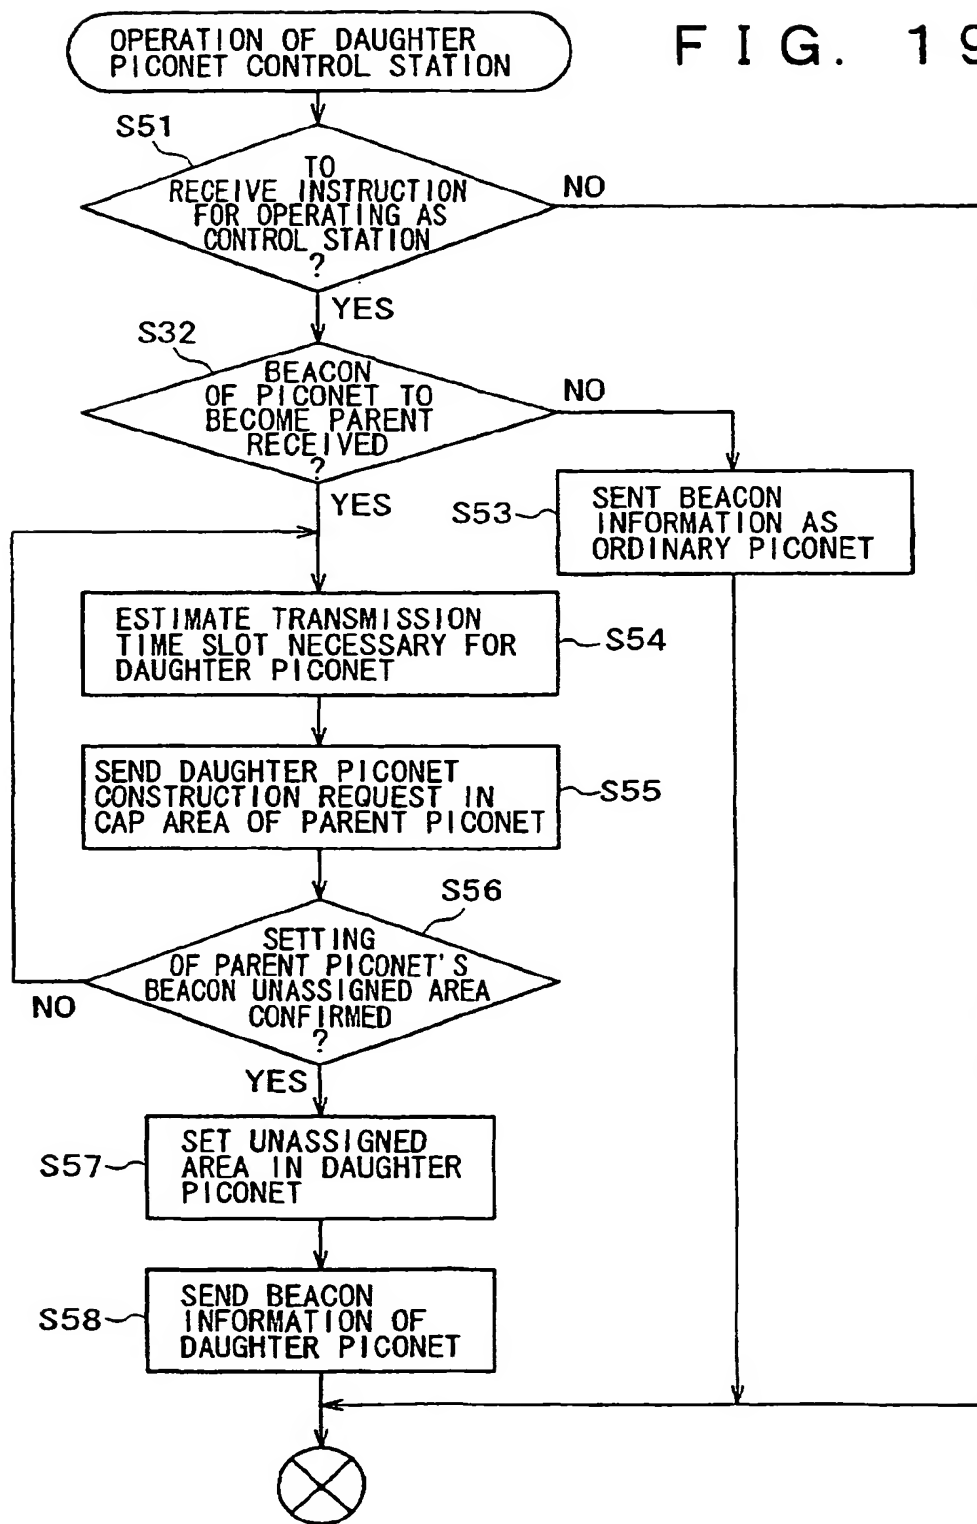 FIG. 19
OPERATION OF DAUGHTER
PICONET CONTROL STATION
S51
TO
RECEIVE INSTRUCTION
FOR OPERATING AS
CONTROL STATION
?
NO
YES
S32
BEACON
OF PICONET TO
BECOME PARENT
RECEIVED
?
NO
YES
S53
SENT BEACON
INFORMATION AS
ORDINARY PICONET
ESTIMATE TRANSMISSION
TIME SLOT NECESSARY FOR
DAUGHTER PICONET
S54
SEND DAUGHTER PICONET
CONSTRUCTION REQUEST IN
CAP AREA OF PARENT PICONET
S55
S56
SETTING
OF PARENT PICONET'S
BEACON UNASSIGNED AREA
CONFIRMED
?
NO
YES
S57
SET UNASSIGNED
AREA IN DAUGHTER
PICONET
S58
SEND BEACON
INFORMATION OF
DAUGHTER PICONET